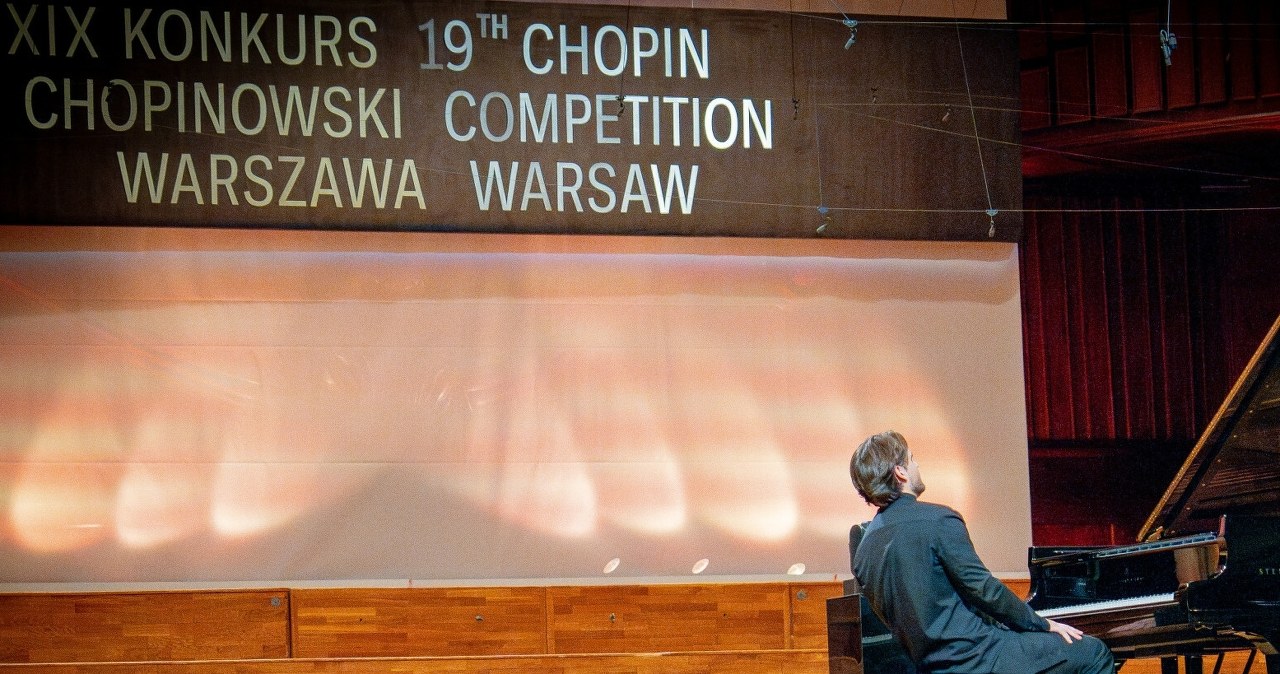 XIX KONKURS
CHOPINOWSKI
WARSZAWA
19TH CHOPIN
COMPETITION
WARSAW